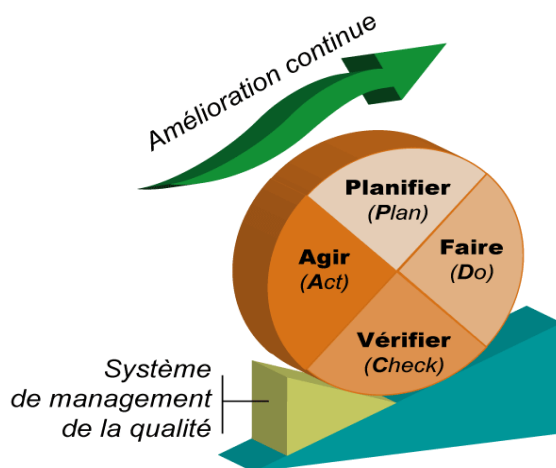 Amélioration continue
Planifier
(Plan)
Faire
(Do)
Agir
(Act)
Vérifier
(Check)
Système
de management
de la qualité